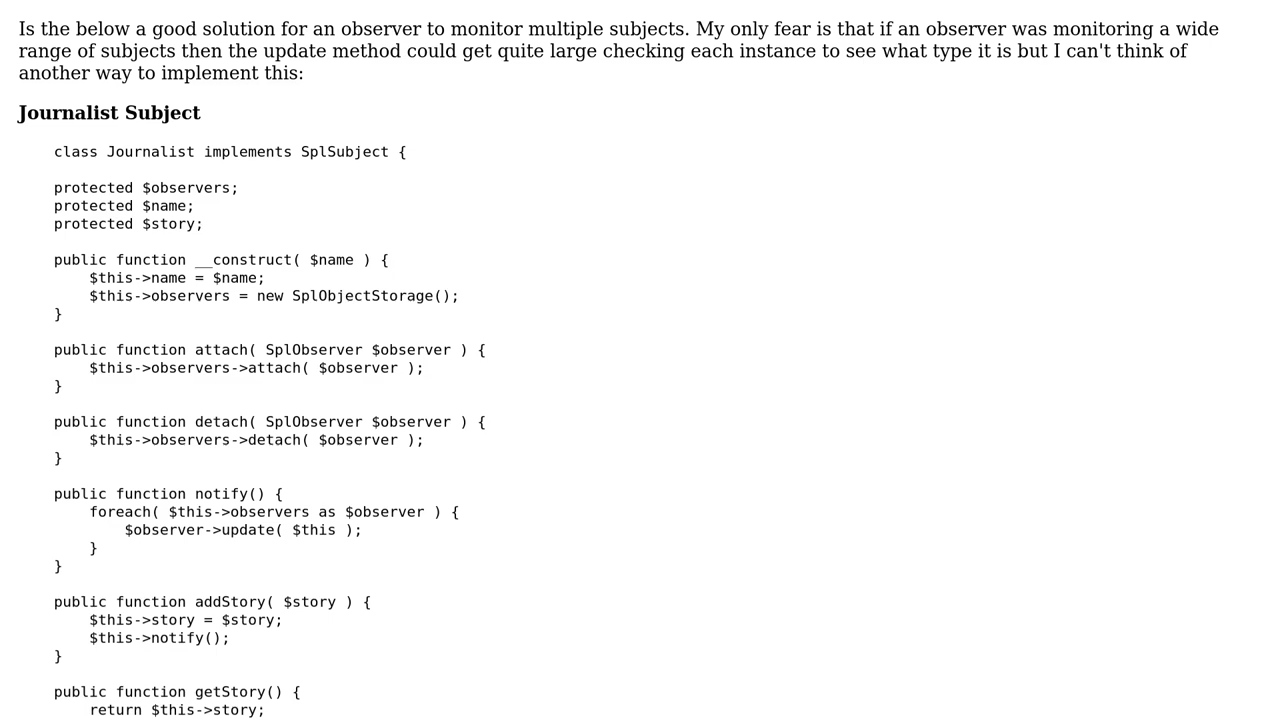 Is the below a good solution for an observer to monitor multiple subjects. My only fear is that if an observer was monitoring a wide
range of subjects then the update method could get quite large checking each instance to see what type it is but I can't think of
another way to implement this:
Journalist Subject
class Journalist implements SplSubject {
protected $observers;
protected $name;
protected $story;
public function __construct( $name ) {
    $this->name = $name;
    $this->observers = new SplObjectStorage();
}
public function attach( SplObserver $observer ) {
    $this->observers->attach( $observer );
}
public function detach( SplObserver $observer ) {
    $this->observers->detach( $observer );
}
public function notify() {
    foreach( $this->observers as $observer ) {
        $observer->update( $this );
    }
}
public function addStory( $story ) {
    $this->story = $story;
    $this->notify();
}
public function getStory() {
    return $this->story;